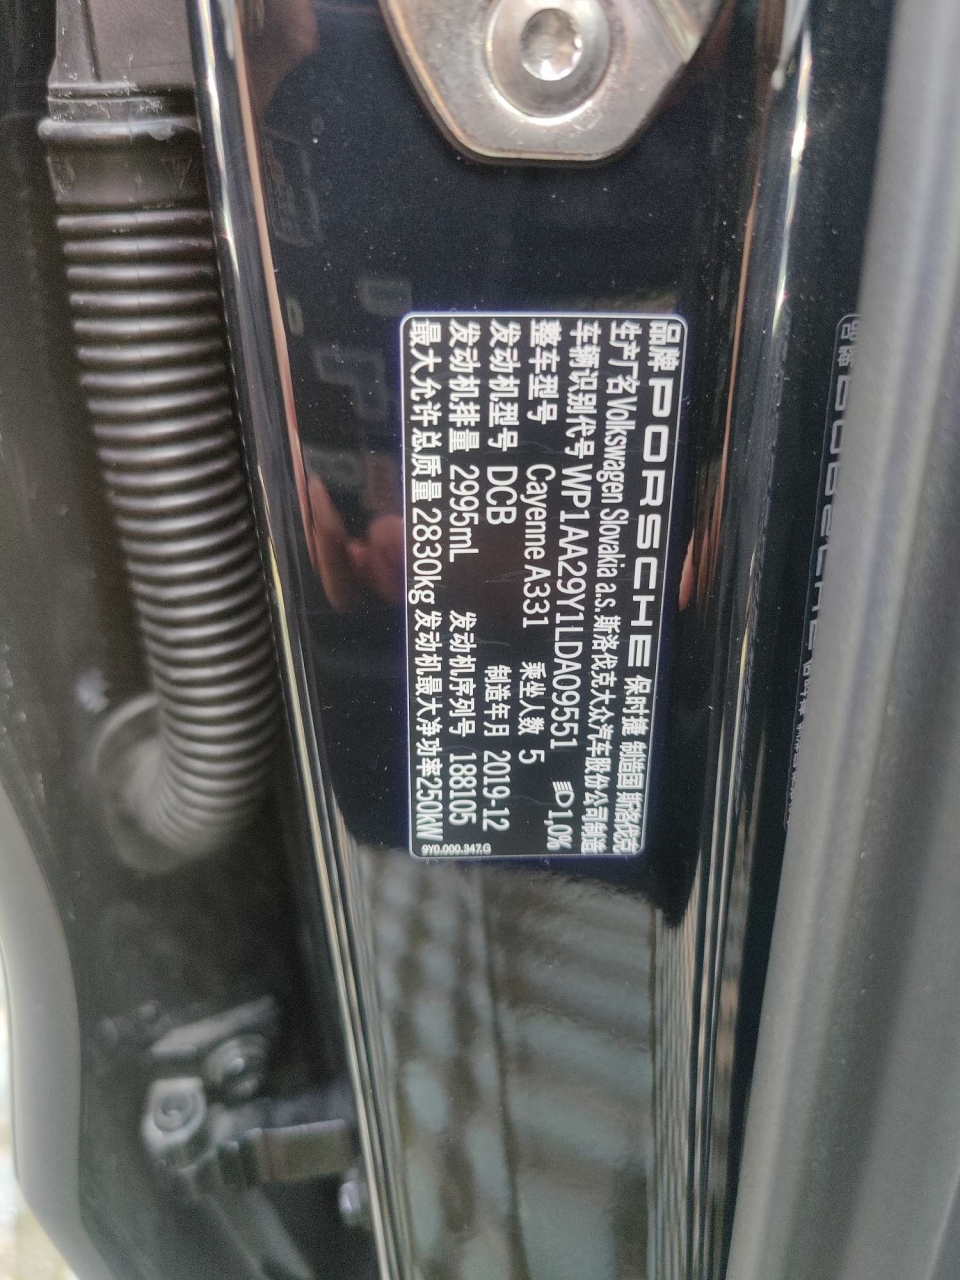 品牌 PORSCHE 保时捷 制造国 斯洛伐克
生产厂名 Volkswagen Slovakia a.s. 斯洛伐克大众汽车股份公司制造
车辆识别代号 WP1AA29Y1LDA09551 1,0%
整车型号 Cayenne A331 乘坐人数 5
发动机型号 DCB 制造年月 2019-12
发动机排量 2995mL 发动机序列号 188105
最大允许总质量 2830kg 发动机最大净功率 250kW
9Y0.000.347.G